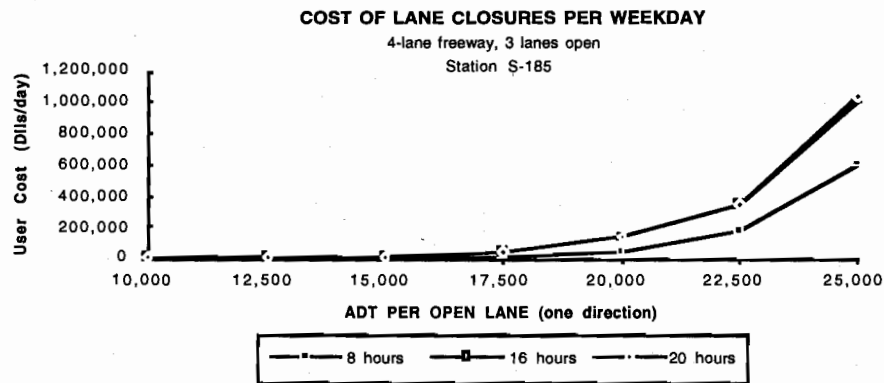 COST OF LANE CLOSURES PER WEEKDAY
4-lane freeway, 3 lanes open
Station S-185
User Cost (Dlls/day)
1,200,000
1,000,000
800,000
600,000
400,000
200,000
0
10,000 12,500 15,000 17,500 20,000 22,500 25,000
ADT PER OPEN LANE (one direction)
8 hours 16 hours 20 hours